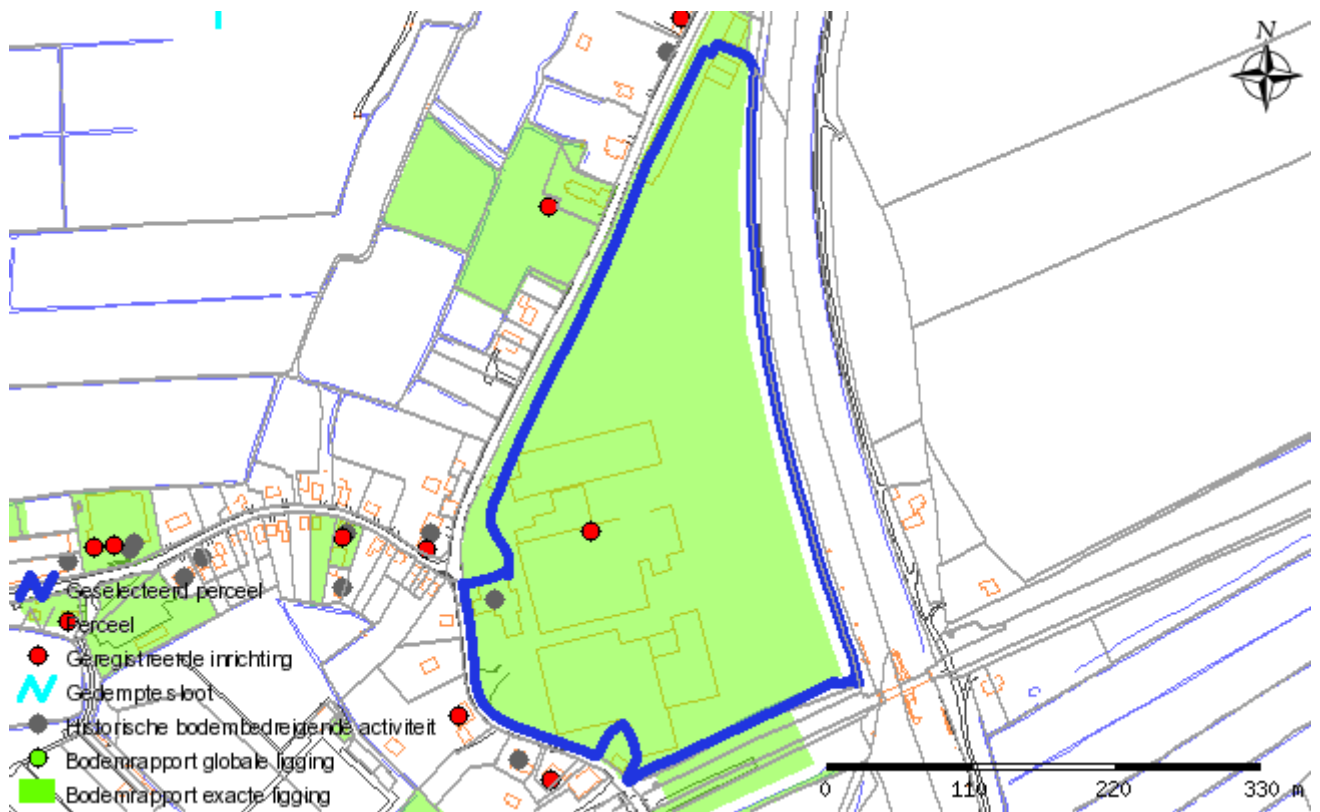 N
Geselecteerd perceel
Perceel
Geregistreerde inrichting
Gedempte sloot
Historische bodembedreigende activiteit
Bodemrapport globale ligging
Bodemrapport exacte ligging
0 110 220 330 m